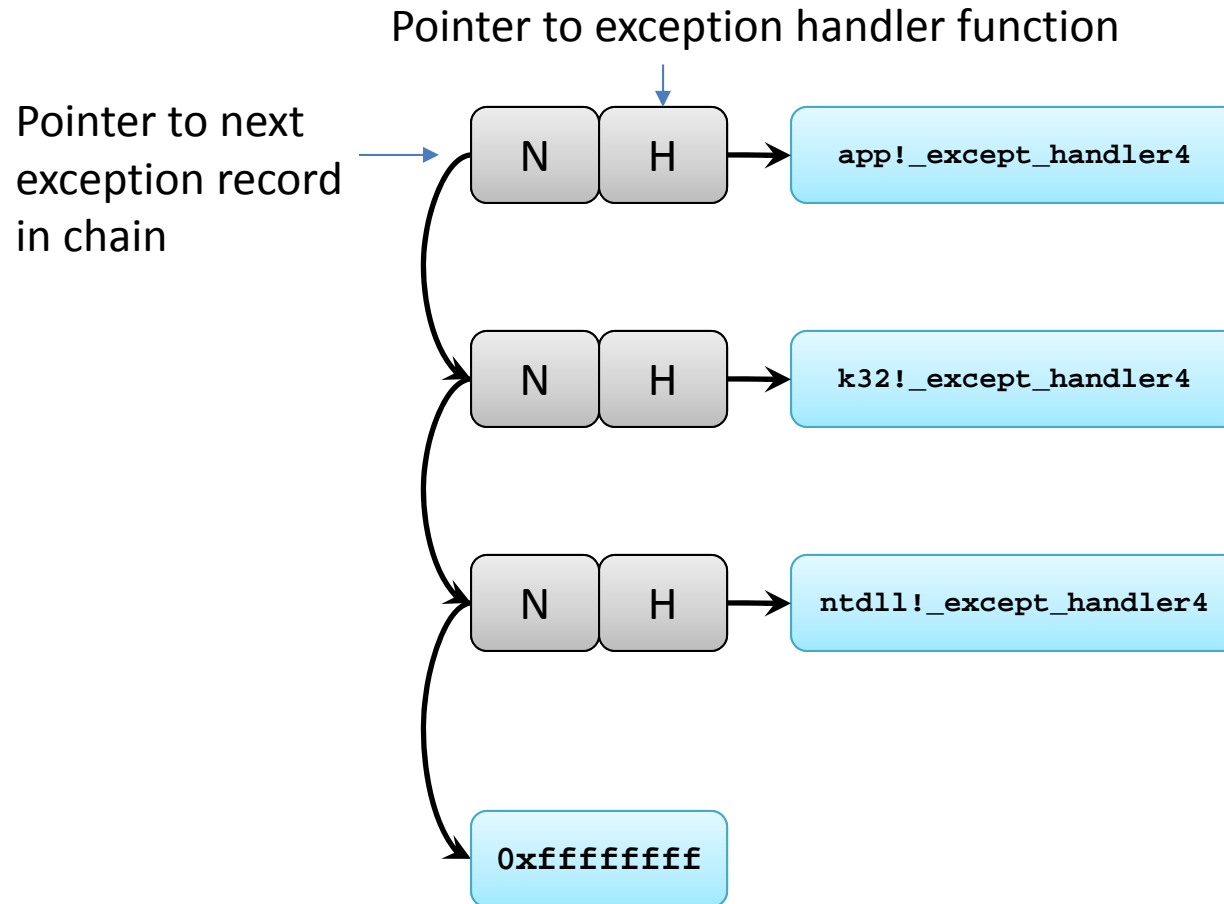 Pointer to exception handler function
Pointer to next
exception record
in chain
N H app!_except_handler4
N H k32!_except_handler4
N H ntdll!_except_handler4
0xffffffff